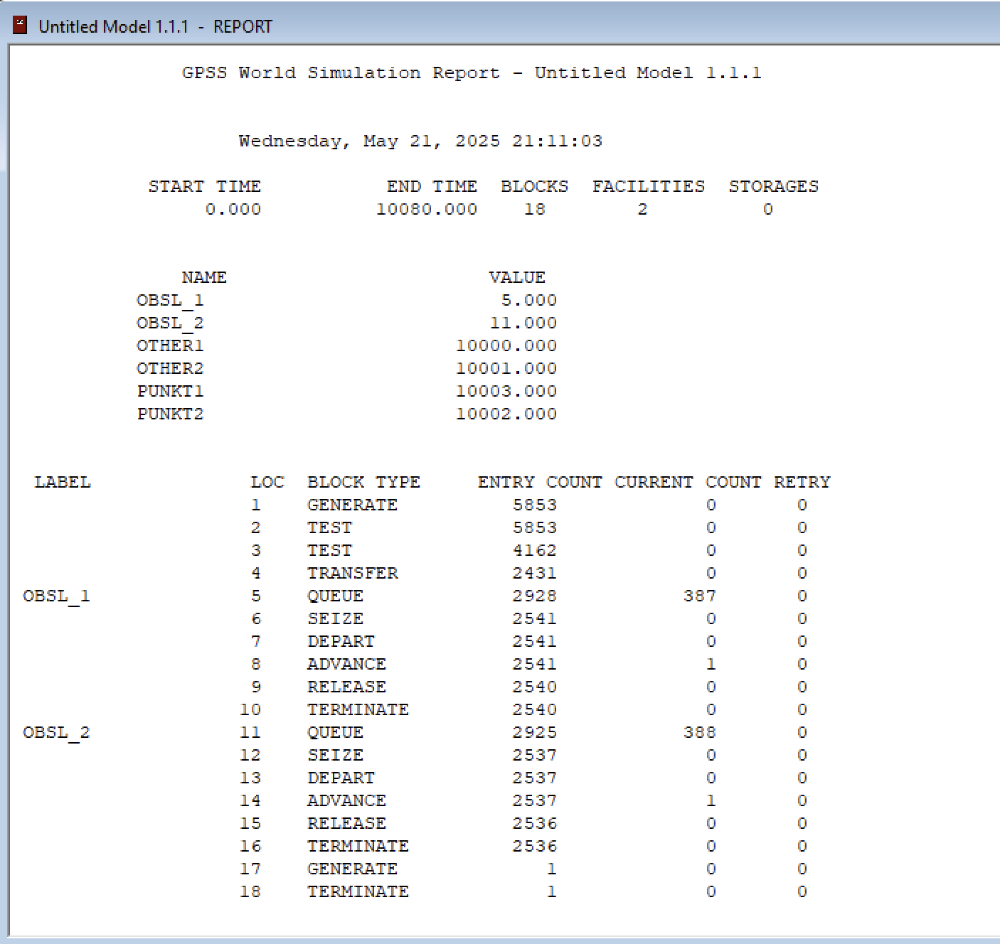 Untitled Model 1.1.1 - REPORT
GPSS World Simulation Report - Untitled Model 1.1.1
Wednesday, May 21, 2025 21:11:03
START TIME END TIME BLOCKS FACILITIES STORAGES
0.000 10080.000 18 2 0
NAME VALUE
OBSL_1 5.000
OBSL_2 11.000
OTHER1 10000.000
OTHER2 10001.000
PUNKT1 10003.000
PUNKT2 10002.000
LABEL LOC BLOCK TYPE ENTRY COUNT CURRENT COUNT RETRY
1 GENERATE 5853 0 0
2 TEST 5853 0 0
3 TEST 4162 0 0
4 TRANSFER 2431 0 0
OBSL_1 5 QUEUE 2928 387 0
6 SEIZE 2541 0 0
7 DEPART 2541 0 0
8 ADVANCE 2541 1 0
9 RELEASE 2540 0 0
10 TERMINATE 2540 0 0
OBSL_2 11 QUEUE 2925 388 0
12 SEIZE 2537 0 0
13 DEPART 2537 0 0
14 ADVANCE 2537 1 0
15 RELEASE 2536 0 0
16 TERMINATE 2536 0 0
17 GENERATE 1 0 0
18 TERMINATE 1 0 0